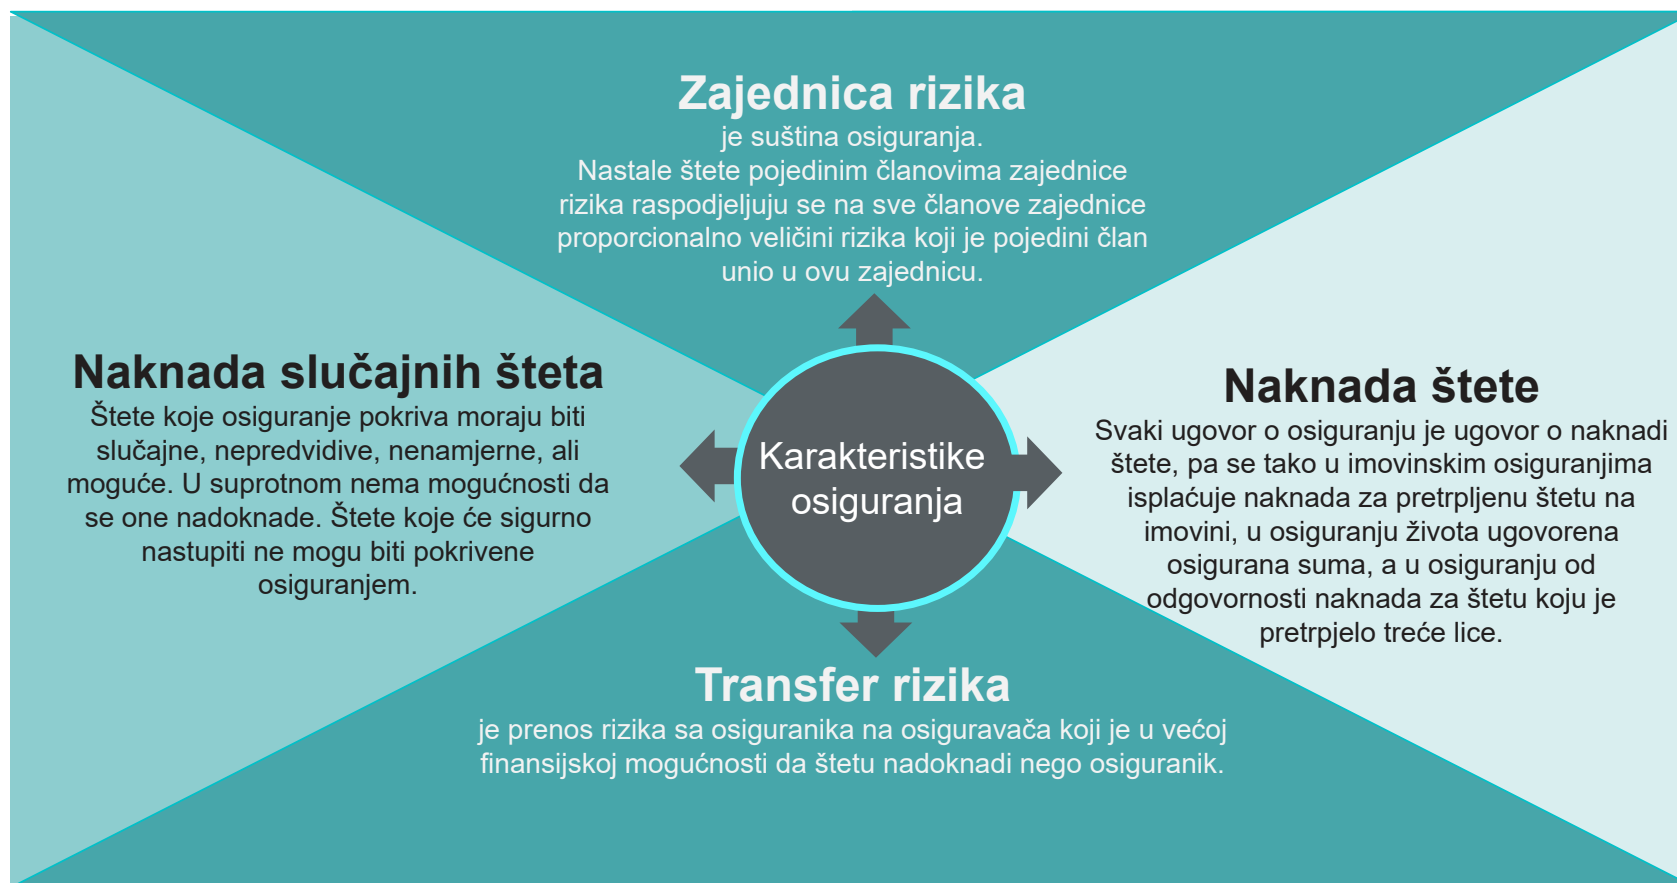 Zajednica rizika
je suština osiguranja.
Nastale štete pojedinim članovima zajednice
rizika raspodjeljuju se na sve članove zajednice
proporcionalno veličini rizika koji je pojedini član
unio u ovu zajednicu.
Naknada slučajnih šteta
Štete koje osiguranje pokriva moraju biti
slučajne, nepredvidive, nenamjerne, ali
moguće. U suprotnom nema mogućnosti da
se one nadoknade. Štete koje će sigurno
nastupiti ne mogu biti pokrivene
osiguranjem.
Karakteristike
osiguranja
Naknada štete
Svaki ugovor o osiguranju je ugovor o naknadi
štete, pa se tako u imovinskim osiguranjima
isplaćuje naknada za pretrpljenu štetu na
imovini, u osiguranju života ugovorena
osigurana suma, a u osiguranju od
odgovornosti naknada za štetu koju je
pretrpjelo treće lice.
Transfer rizika
je prenos rizika sa osiguranika na osiguravača koji je u većoj
finansijskoj mogućnosti da štetu nadoknadi nego osiguranik.